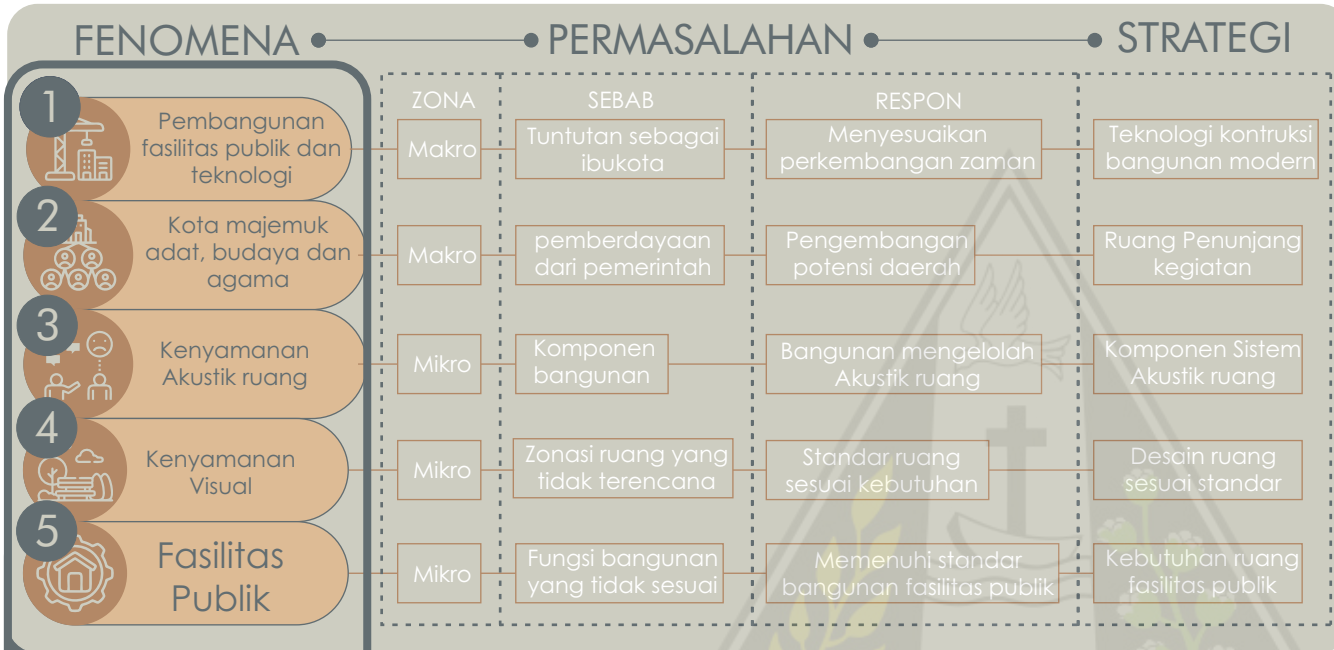 FENOMENA
PERMASALAHAN
STRATEGI
ZONA
SEBAB
RESPON
1
Pembangunan
fasilitas publik dan
teknologi
Makro
Tuntutan sebagai
ibukota
Menyesuaikan
perkembangan zaman
Teknologi kontruksi
bangunan modern
2
Kota majemuk
adat, budaya dan
agama
Makro
pemberdayaan
dari pemerintah
Pengembangan
potensi daerah
Ruang Penunjang
kegiatan
3
Kenyamanan
Akustik ruang
Mikro
Komponen
bangunan
Bangunan mengelolah
Akustik ruang
Komponen Sistem
Akustik ruang
4
Kenyamanan
Visual
Mikro
Zonasi ruang yang
tidak terencana
Standar ruang
sesuai kebutuhan
Desain ruang
sesuai standar
5
Fasilitas
Publik
Mikro
Fungsi bangunan
yang tidak sesuai
Memenuhi standar
bangunan fasilitas publik
Kebutuhan ruang
fasilitas publik